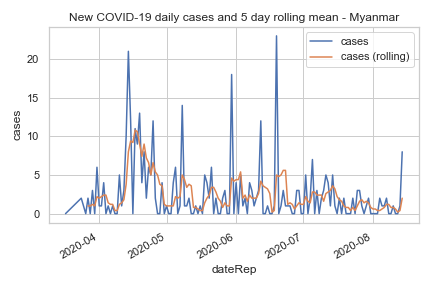 New COVID-19 daily cases and 5 day rolling mean - Myanmar
cases
cases (rolling)
20
15
10
5
0
cases
2020-04
2020-05
2020-06
2020-07
2020-08
dateRep